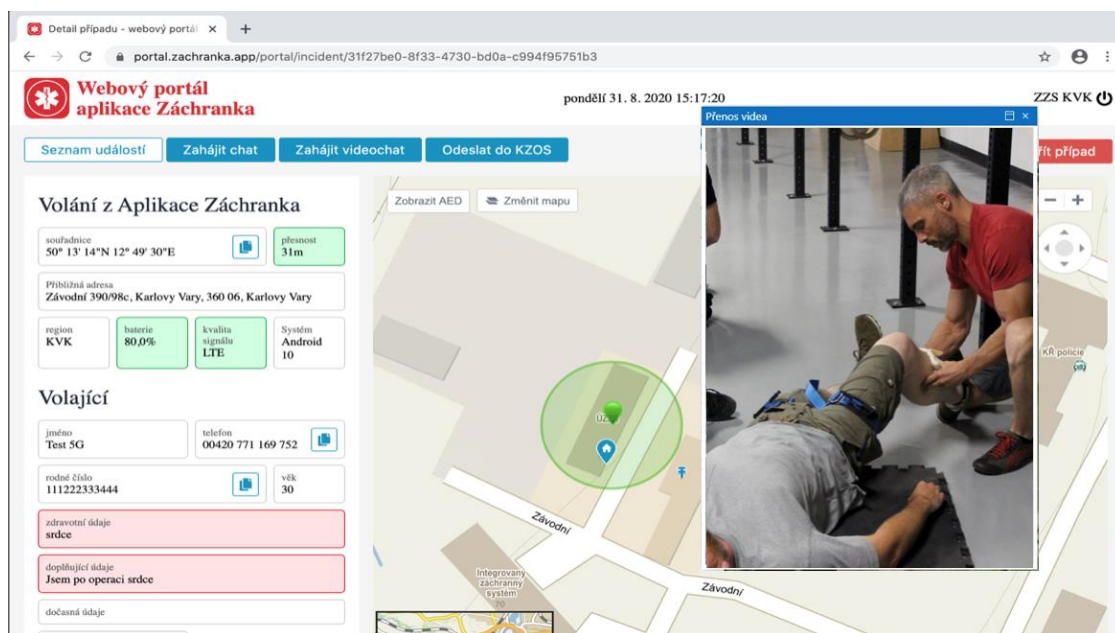 Detail případu - webový portál
portal.zachranka.app/portal/incident/31f27be0-8f33-4730-bd0a-c994f95751b3
Webový portál
aplikace Záchranka
pondělí 31. 8. 2020 15:17:20
ZZS KVK
Přenos videa
Seznam událostí
Zahájit chat
Zahájit videochat
Odeslat do KZOS
řít případ
Volání z Aplikace Záchranka
souřadnice
50° 13' 14"N 12° 49' 30"E
přesnost
31m
Přibližná adresa
Závodní 390/98c, Karlovy Vary, 360 06, Karlovy Vary
region
KVK
baterie
80,0%
kvalita
signálu
LTE
Systém
Android
10
Volající
jméno
Test 5G
telefon
00420 771 169 752
rodné číslo
111222333444
věk
30
zdravotní údaje
srdce
doplňující údaje
Jsem po operaci srdce
dočasná údaje
Zobrazit AED
Změnit mapu
KŘ policie
Závodní
Integrovaný
záchranný
systém
70
Závodní